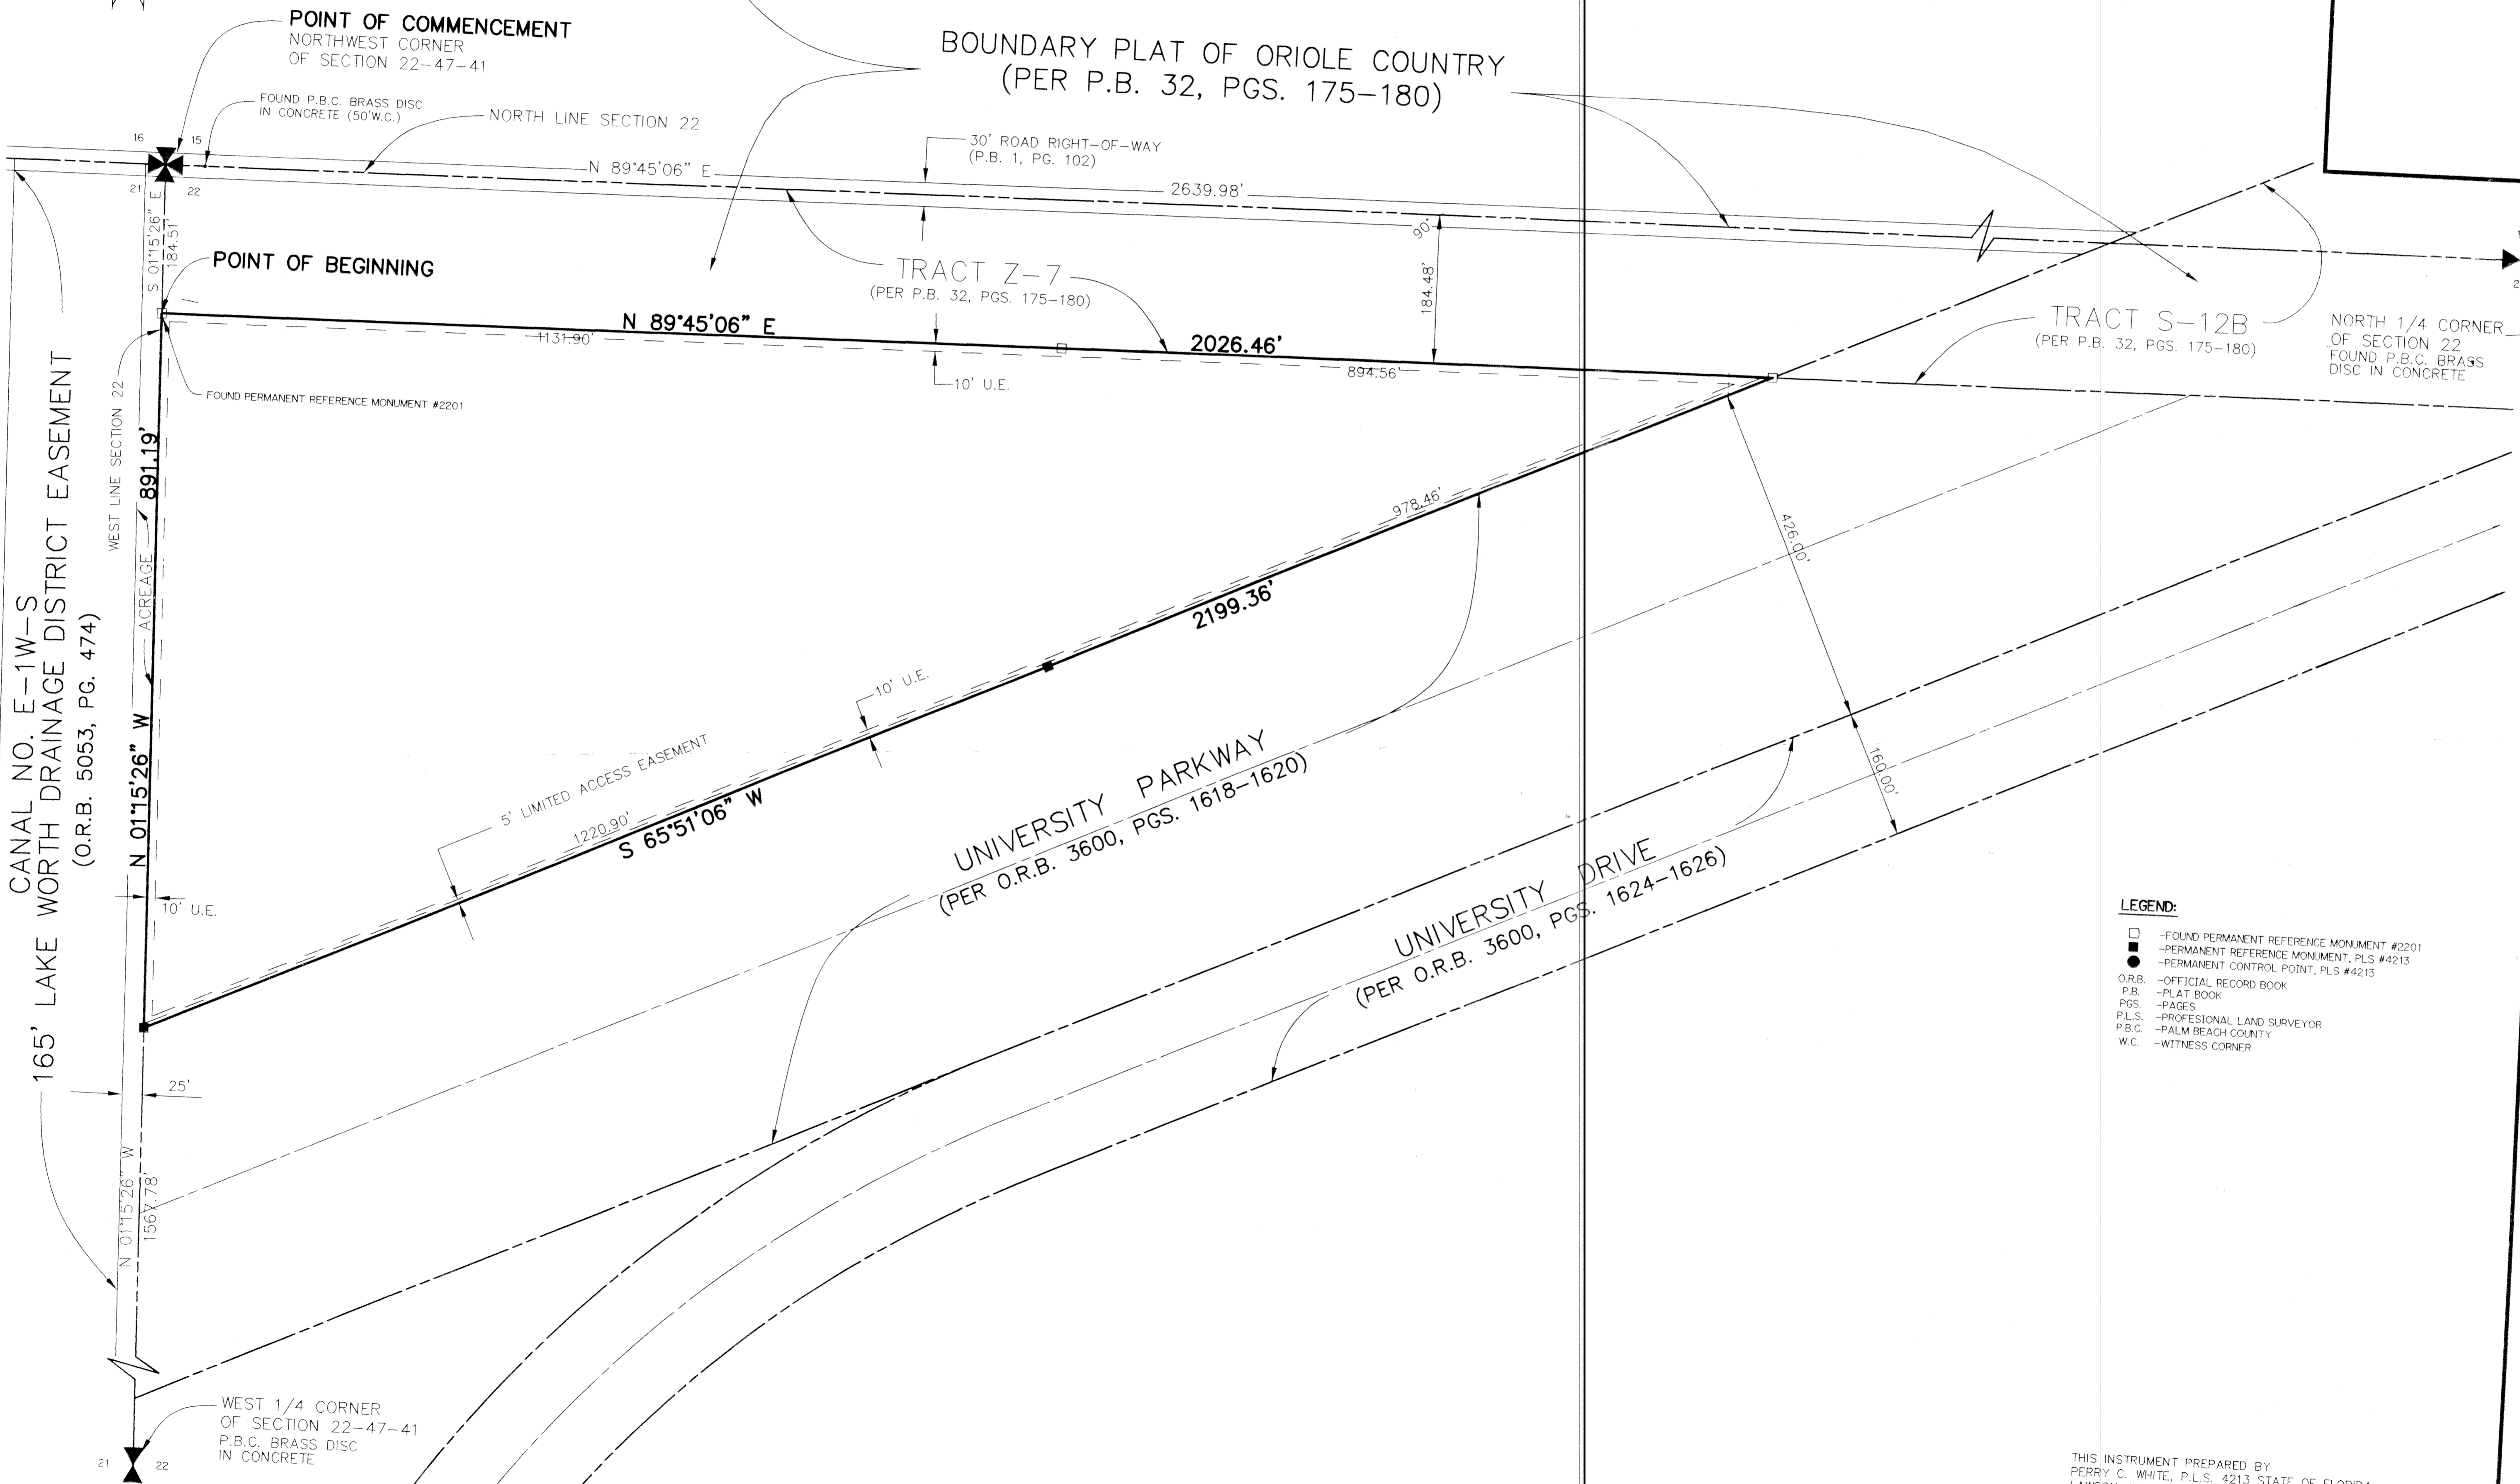 POINT OF COMMENCEMENT
NORTHWEST CORNER
OF SECTION 22-47-41
BOUNDARY PLAT OF ORIOLE COUNTRY
(PER P.B. 32, PGS. 175-180)
FOUND P.B.C. BRASS DISC
IN CONCRETE (50'W.C.)
NORTH LINE SECTION 22
30' ROAD RIGHT-OF-WAY
(P.B. 1, PG. 102)
16
15
21
22
N 89°45'06" E
2639.98'
S 01°15'26" E
184.51'
90°
184.48'
POINT OF BEGINNING
TRACT Z-7
(PER P.B. 32, PGS. 175-180)
TRACT S-12B
(PER P.B. 32, PGS. 175-180)
NORTH 1/4 CORNER
OF SECTION 22
FOUND P.B.C. BRASS
DISC IN CONCRETE
N 89°45'06" E
1131.90'
2026.46'
894.56'
10' U.E.
FOUND PERMANENT REFERENCE MONUMENT #2201
WEST LINE SECTION 22
891.19'
ACREAGE
N 01°15'26" W
CANAL NO. E-1W-S
165' LAKE WORTH DRAINAGE DISTRICT EASEMENT
(O.R.B. 5053, PG. 474)
978.46'
2199.36'
426.00'
160.00'
10' U.E.
5' LIMITED ACCESS EASEMENT
1220.90'
S 65°51'06" W
UNIVERSITY PARKWAY
(PER O.R.B. 3600, PGS. 1618-1620)
UNIVERSITY DRIVE
(PER O.R.B. 3600, PGS. 1624-1626)
10' U.E.
25'
N 01°15'26" W
1567.78'
LEGEND:
-FOUND PERMANENT REFERENCE MONUMENT #2201
-PERMANENT REFERENCE MONUMENT, PLS #4213
-PERMANENT CONTROL POINT, PLS #4213
O.R.B. -OFFICIAL RECORD BOOK
P.B. -PLAT BOOK
PGS. -PAGES
P.L.S. -PROFESIONAL LAND SURVEYOR
P.B.C. -PALM BEACH COUNTY
W.C. -WITNESS CORNER
WEST 1/4 CORNER
OF SECTION 22-47-41
P.B.C. BRASS DISC
IN CONCRETE
21
22
THIS INSTRUMENT PREPARED BY
PERRY C. WHITE, P.L.S. 4213 STATE OF FLORIDA